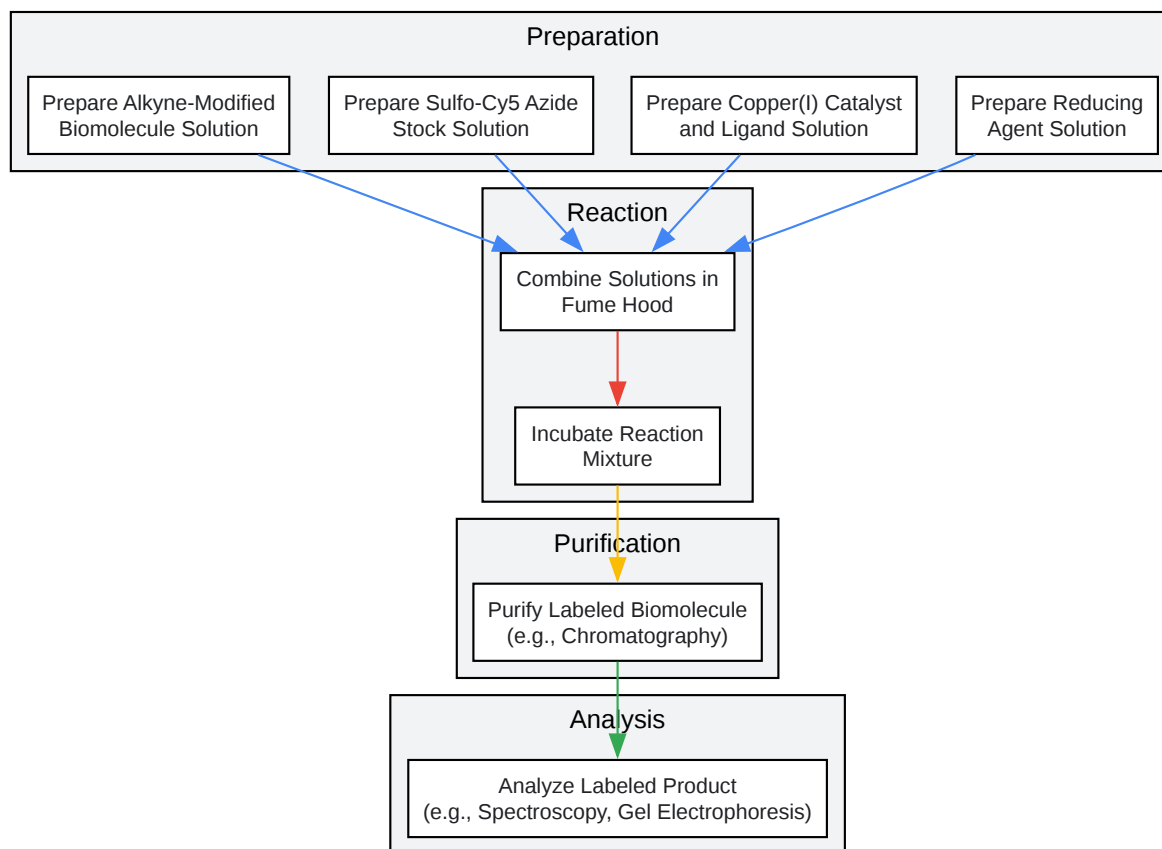 Preparation
Prepare Alkyne-Modified
Biomolecule Solution
Prepare Sulfo-Cy5 Azide
Stock Solution
Prepare Copper(I) Catalyst
and Ligand Solution
Prepare Reducing
Agent Solution
Reaction
Combine Solutions in
Fume Hood
Incubate Reaction
Mixture
Purification
Purify Labeled Biomolecule
(e.g., Chromatography)
Analysis
Analyze Labeled Product
(e.g., Spectroscopy, Gel Electrophoresis)